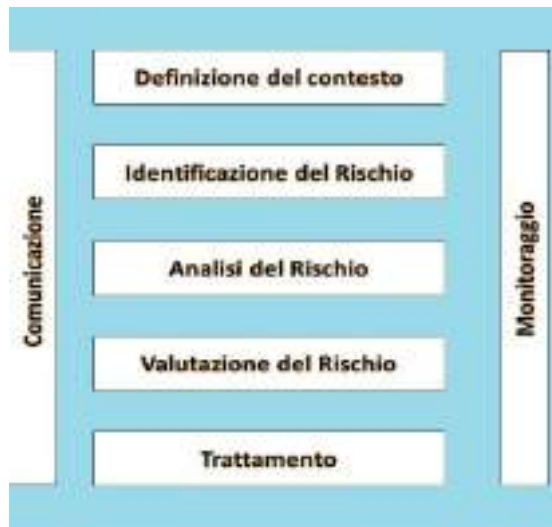 Comunicazione
Definizione del contesto
Identificazione del Rischio
Analisi del Rischio
Valutazione del Rischio
Trattamento
Monitoraggio